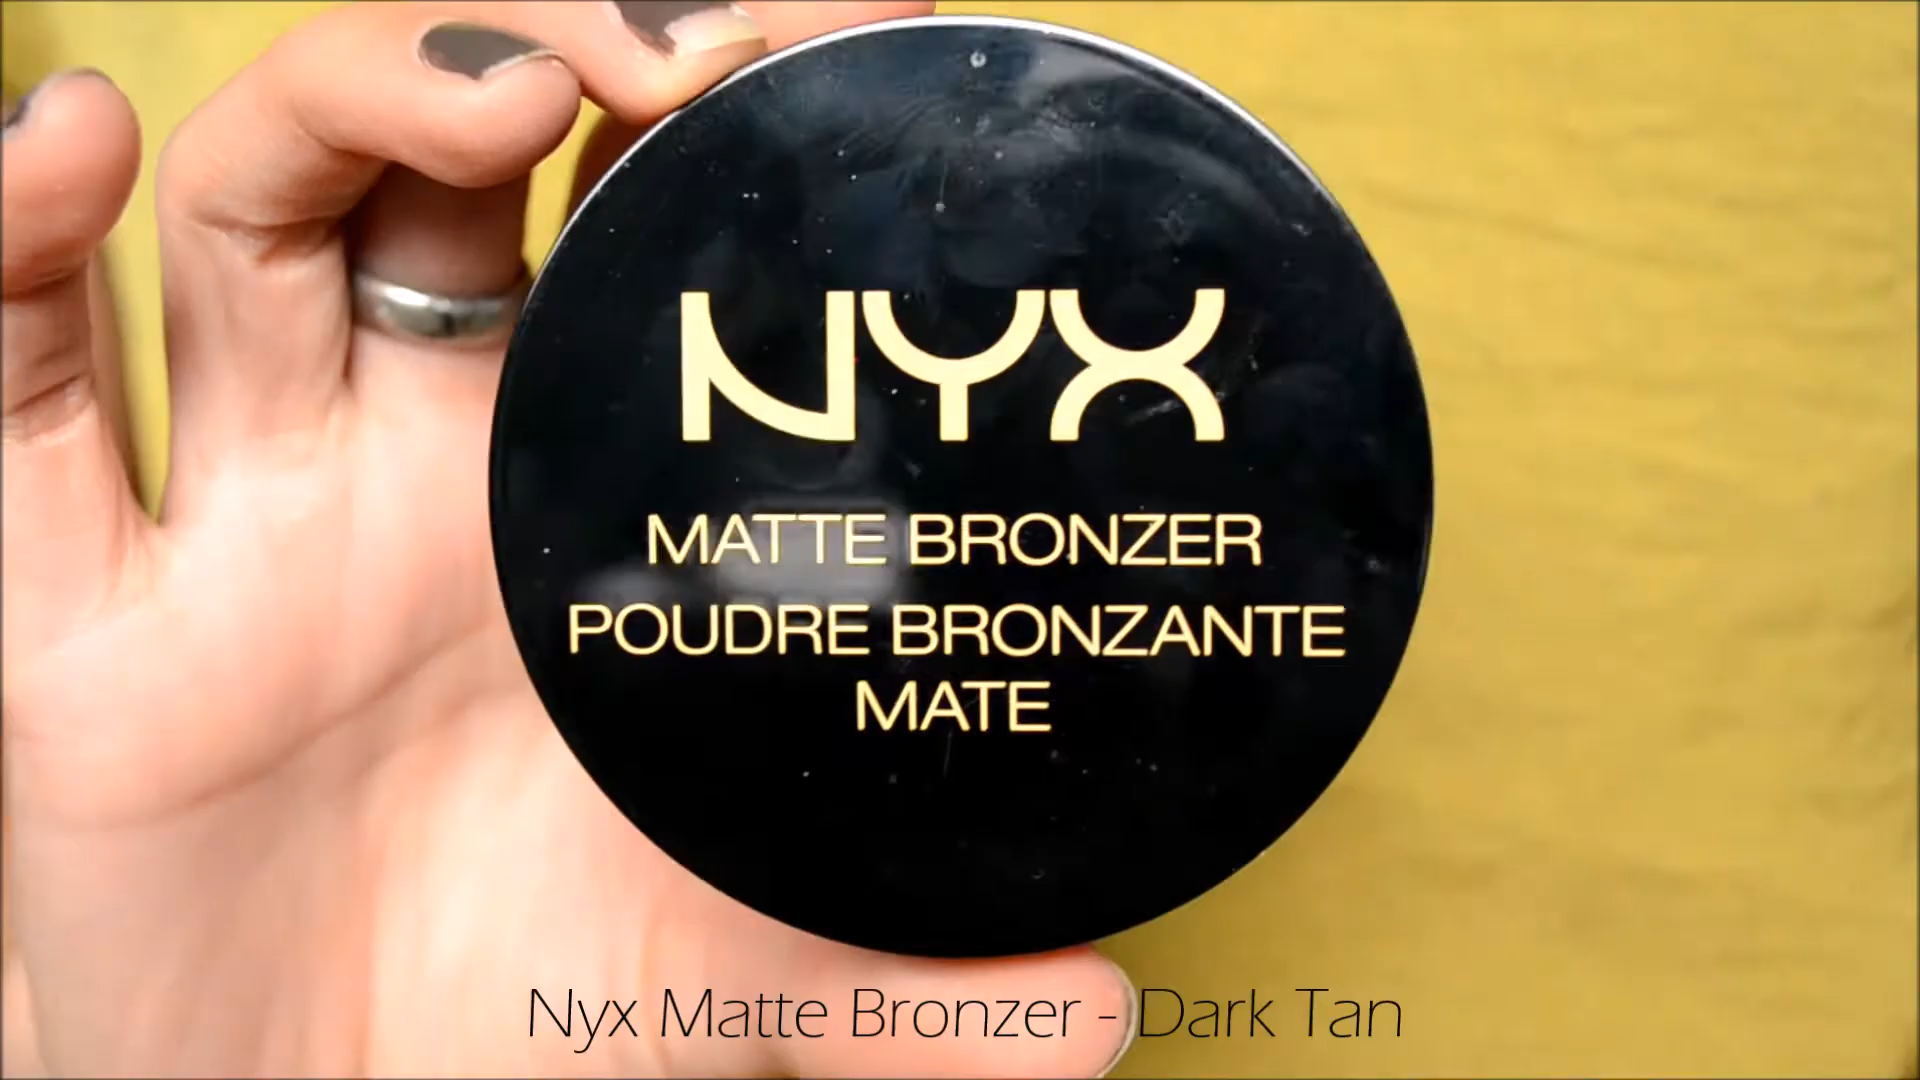 NYX
MATTE BRONZER
POUDRE BRONZANTE
MATE
Nyx Matte Bronzer - Dark Tan